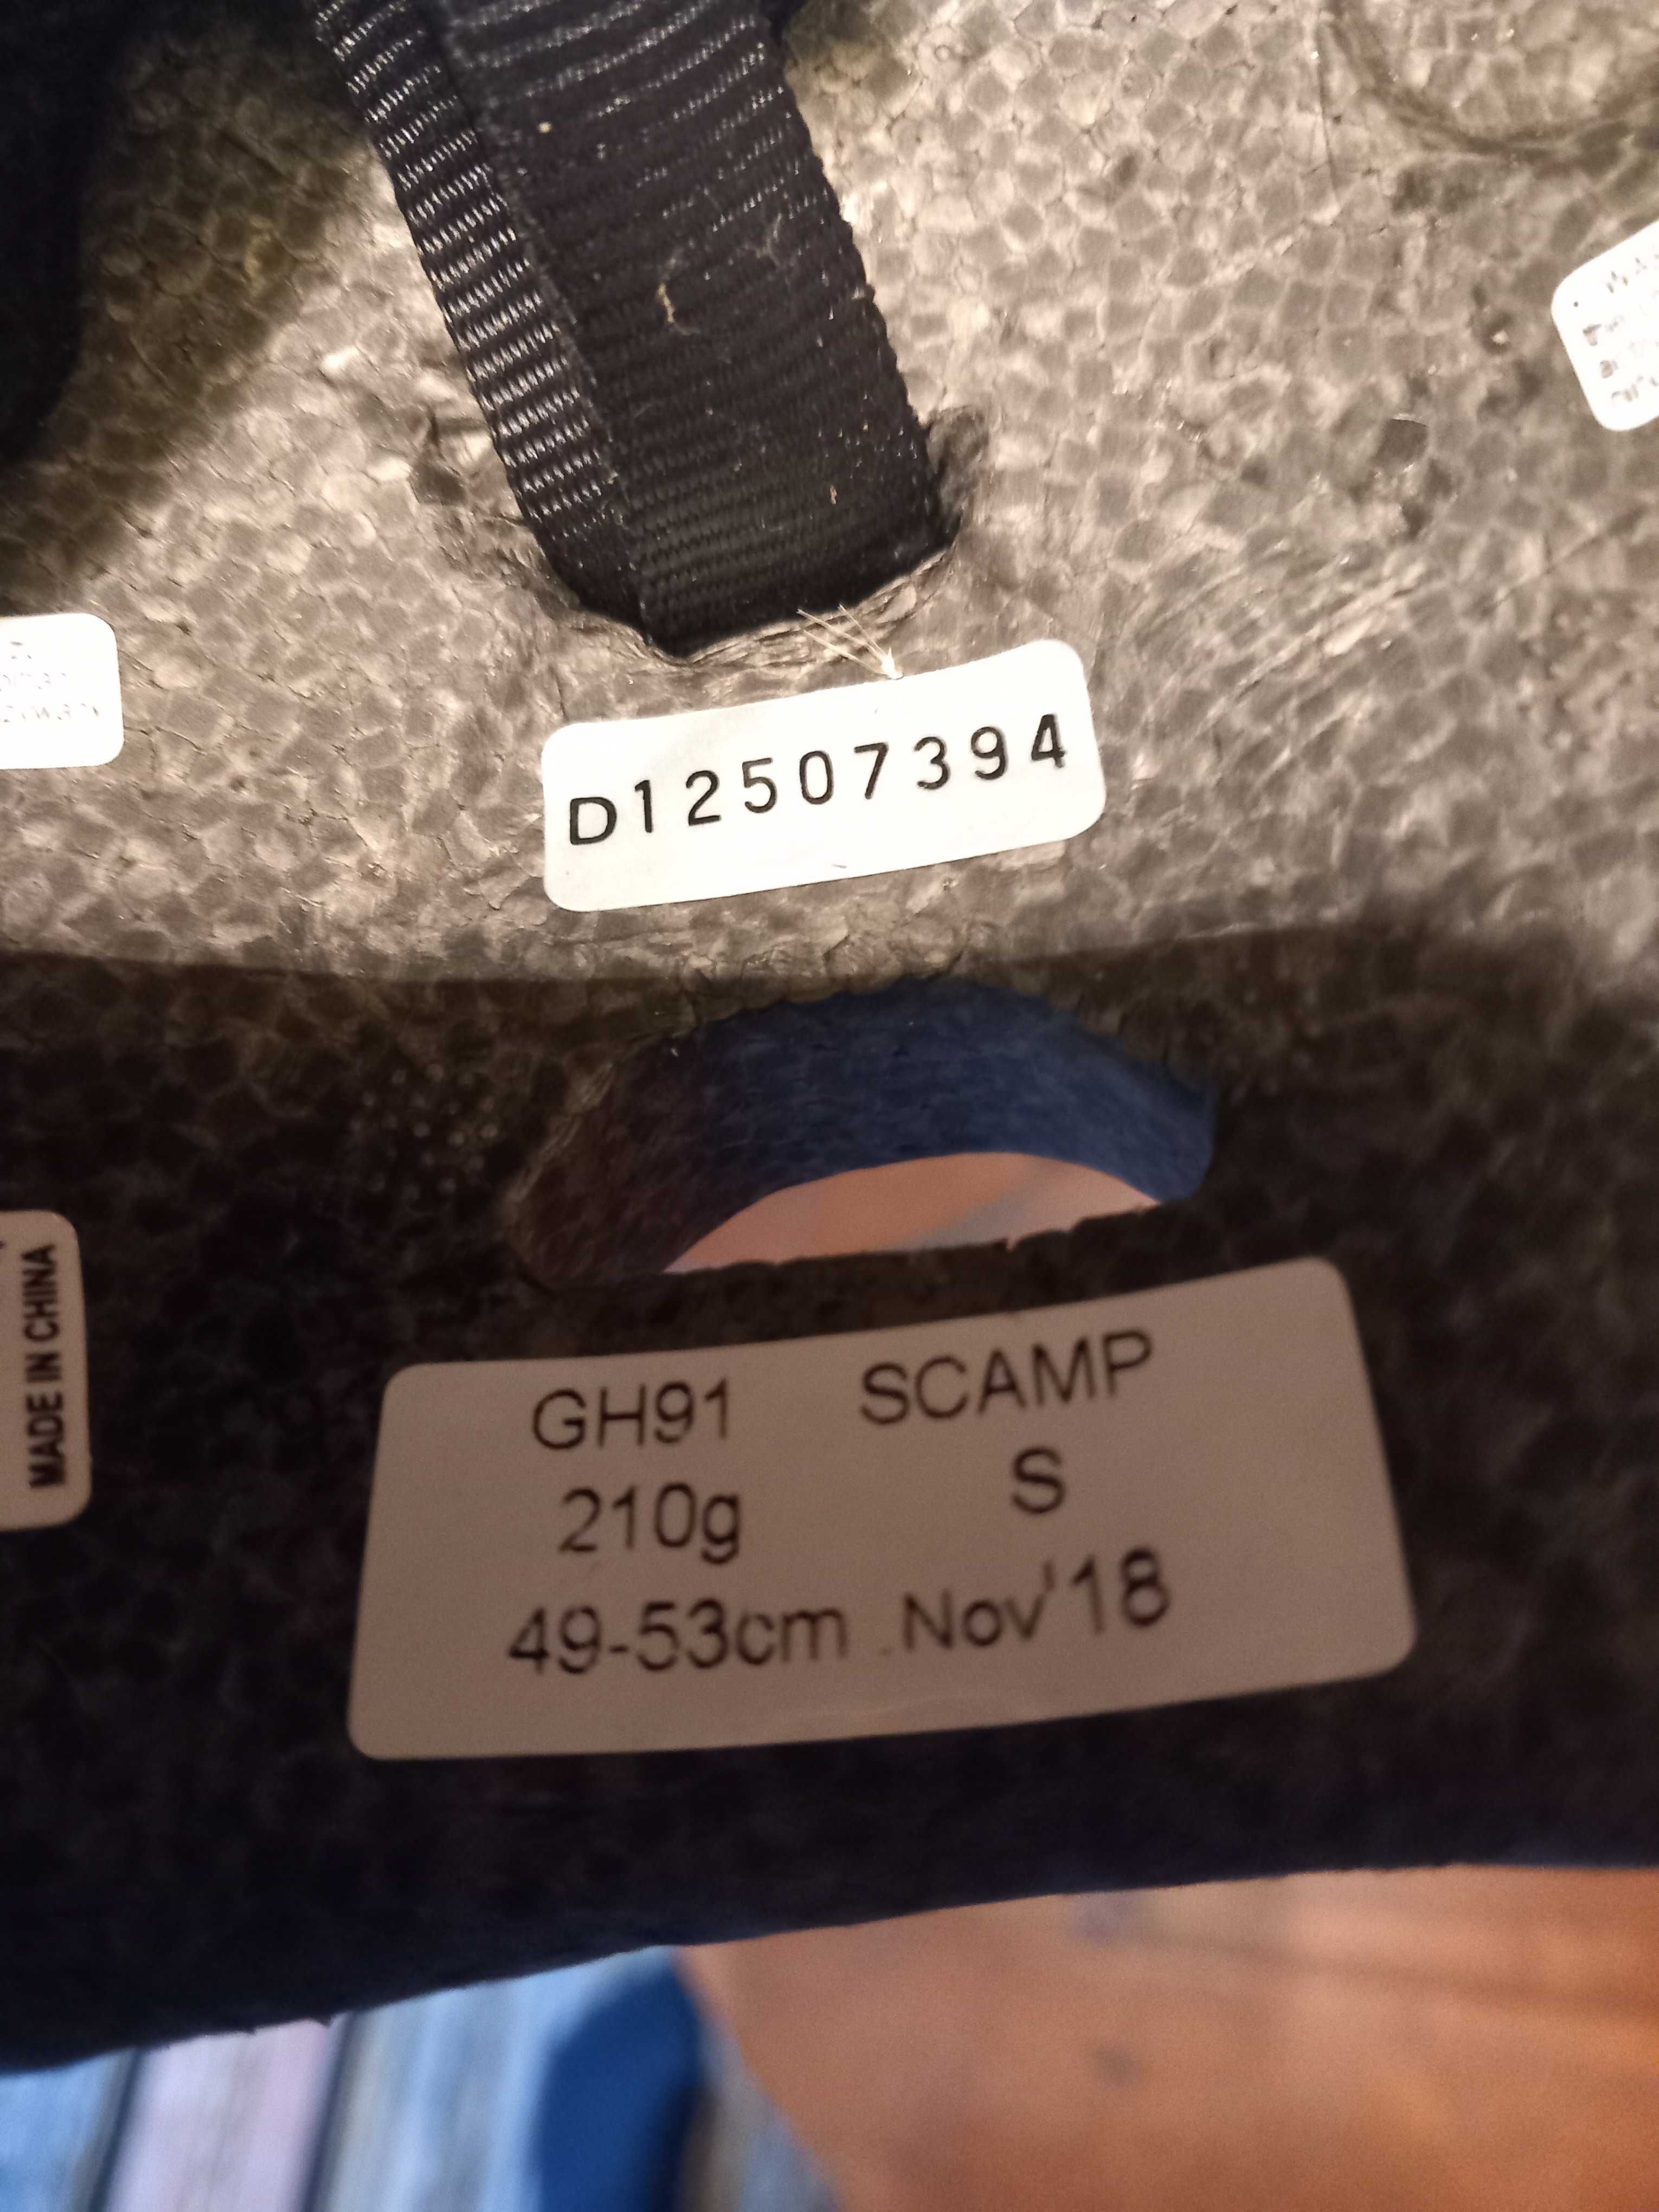 D12507394
MADE IN CHINA
GH91 SCAMP
210g S
49-53cm .Nov'18